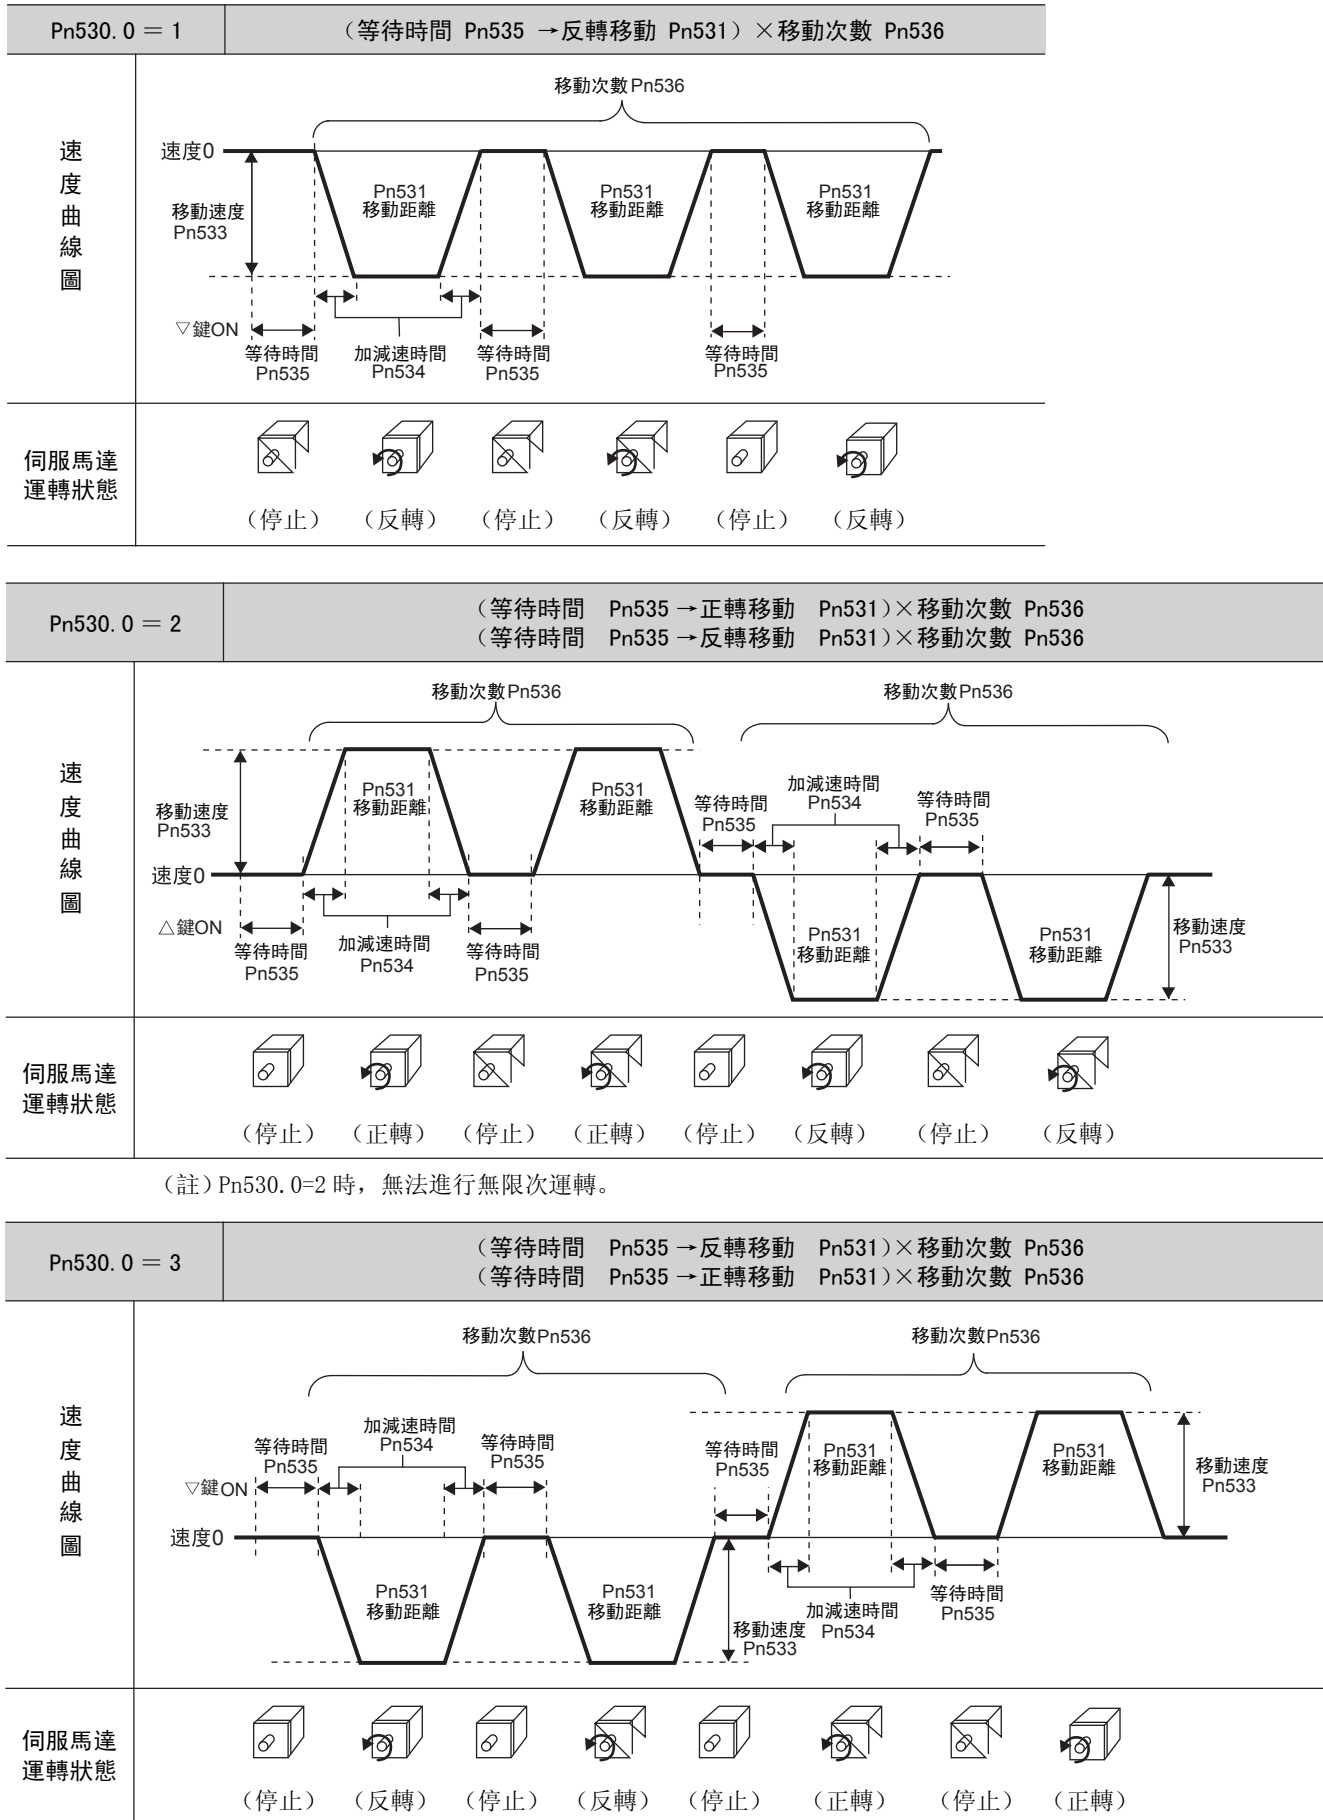 Pn530.0 = 1
(等待時間 Pn535 →反轉移動 Pn531)×移動次數 Pn536
速度曲線圖
移動次數Pn536
速度0
移動速度
Pn533
Pn531
移動距離
Pn531
移動距離
Pn531
移動距離
▽鍵ON
等待時間
Pn535
加減速時間
Pn534
等待時間
Pn535
等待時間
Pn535
伺服馬達
運轉狀態
(停止)
(反轉)
(停止)
(反轉)
(停止)
(反轉)
Pn530.0 = 2
(等待時間 Pn535→正轉移動 Pn531)×移動次數 Pn536
(等待時間 Pn535→反轉移動 Pn531)×移動次數 Pn536
速度曲線圖
移動次數Pn536
移動次數Pn536
移動速度
Pn533
Pn531
移動距離
Pn531
移動距離
等待時間
Pn535
加減速時間
Pn534
等待時間
Pn535
速度0
△鍵ON
等待時間
Pn535
加減速時間
Pn534
等待時間
Pn535
Pn531
移動距離
Pn531
移動距離
移動速度
Pn533
伺服馬達
運轉狀態
(停止)
(正轉)
(停止)
(正轉)
(停止)
(反轉)
(停止)
(反轉)
(註)Pn530.0=2 時，無法進行無限次運轉。
Pn530.0 = 3
(等待時間 Pn535→反轉移動 Pn531)×移動次數 Pn536
(等待時間 Pn535→正轉移動 Pn531)×移動次數 Pn536
速度曲線圖
移動次數Pn536
移動次數Pn536
等待時間
Pn535
加減速時間
Pn534
等待時間
Pn535
等待時間
Pn535
Pn531
移動距離
Pn531
移動距離
移動速度
Pn533
▽鍵ON
速度0
Pn531
移動距離
Pn531
移動距離
移動速度
Pn533
加減速時間
Pn534
等待時間
Pn535
伺服馬達
運轉狀態
(停止)
(反轉)
(停止)
(反轉)
(停止)
(正轉)
(停止)
(正轉)